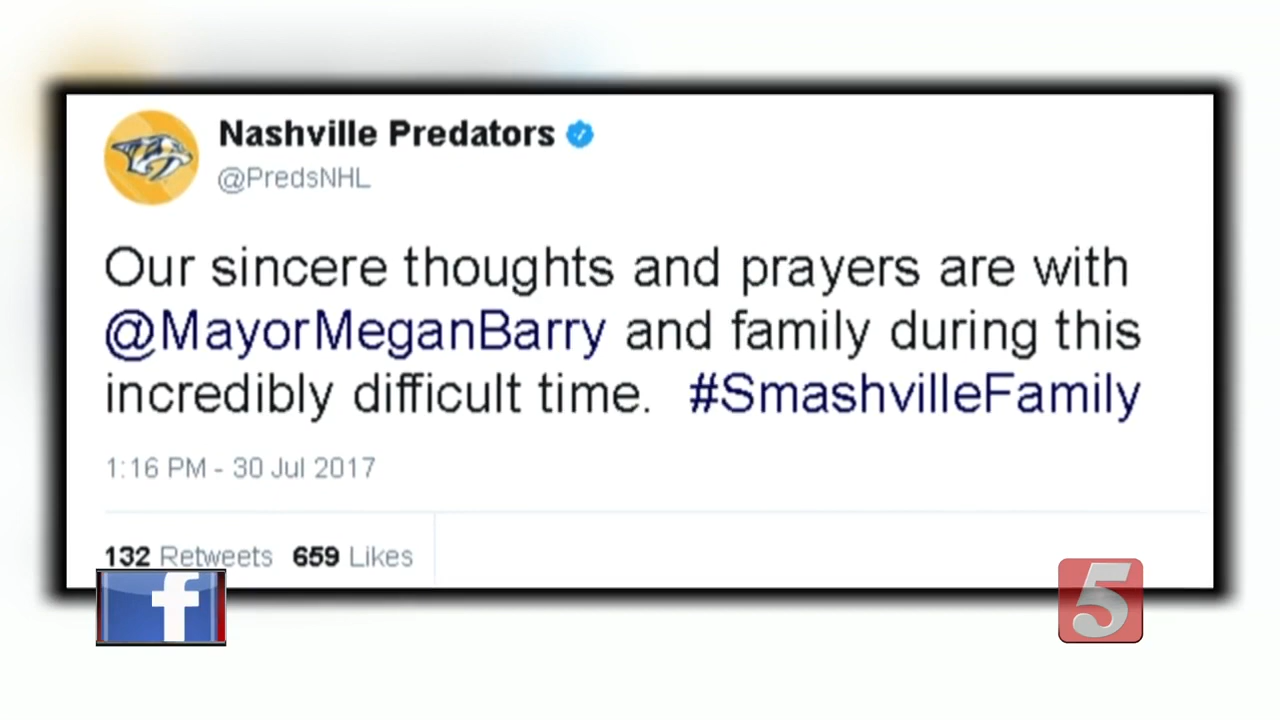 Nashville Predators
@PredsNHL
Our sincere thoughts and prayers are with
@MayorMeganBarry and family during this
incredibly difficult time. #SmashvilleFamily
1:16 PM - 30 Jul 2017
132 Retweets 659 Likes
f
5